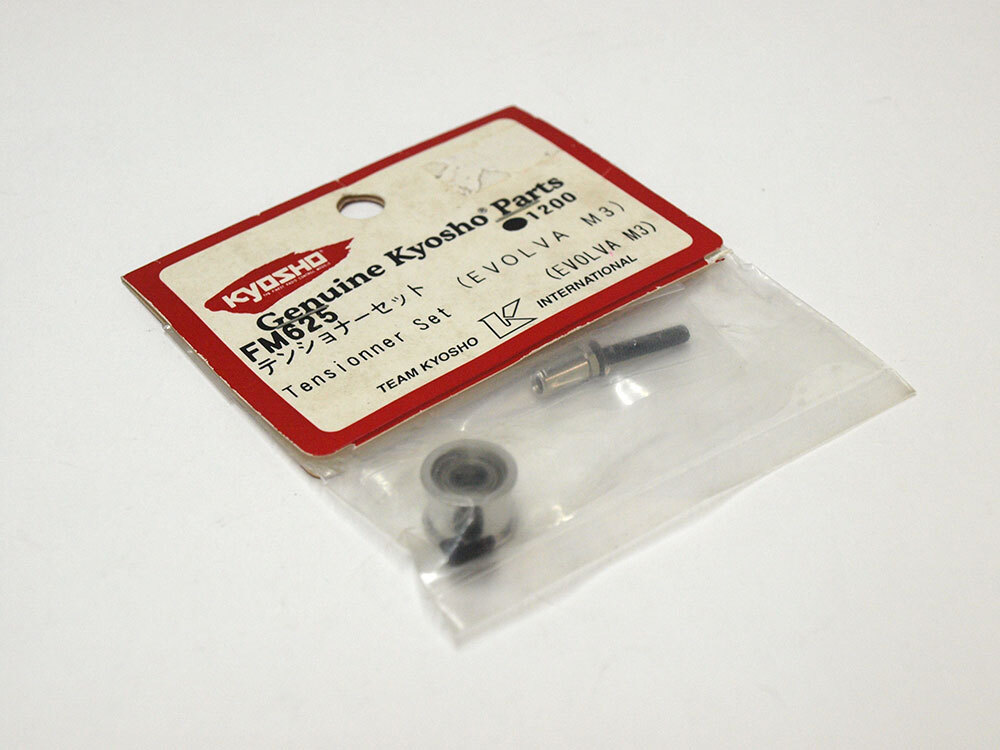 KYOSHO
Genuine Kyosho® Parts
FM625 ●1200
テンショナーセット (EVOLVA M3)
Tensionner Set (EVOLVA M3)
TEAM KYOSHO K INTERNATIONAL